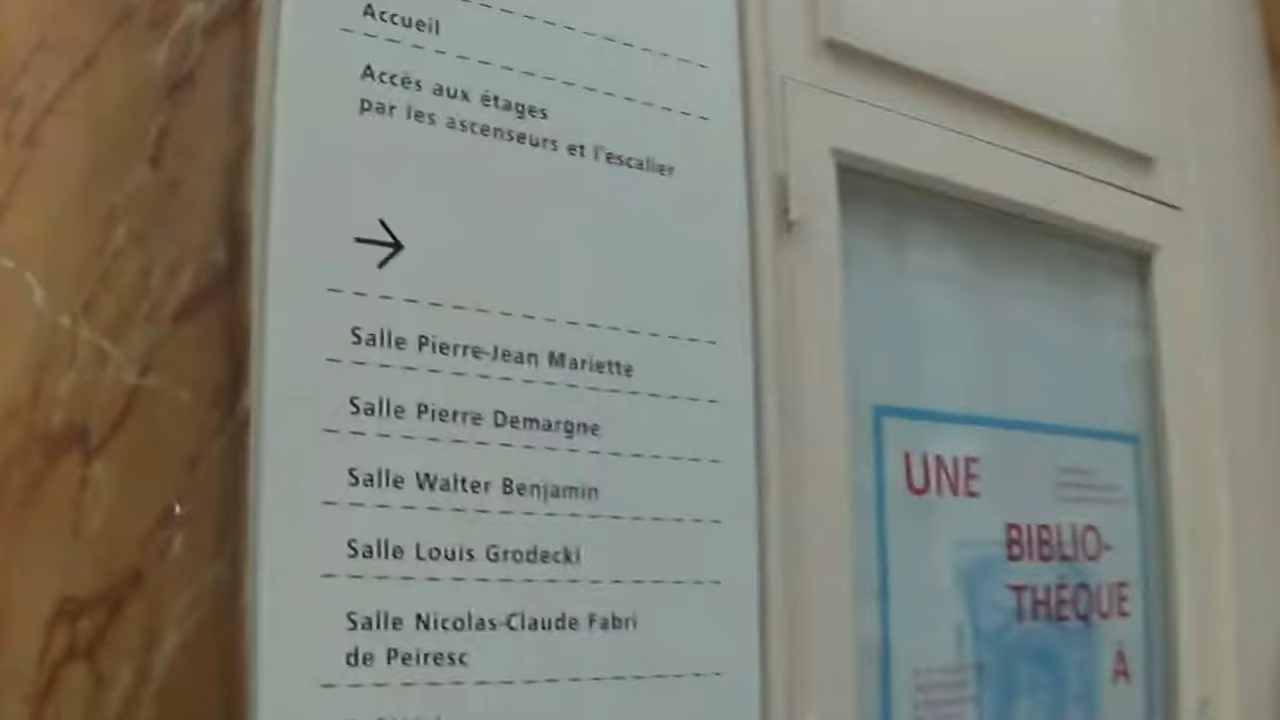 Accueil
Accès aux étages
par les ascenseurs et l'escalier
→
Salle Pierre-Jean Mariette
Salle Pierre Demargne
Salle Walter Benjamin
Salle Louis Grodecki
Salle Nicolas-Claude Fabri
de Peiresc
UNE
BIBLIO-
THÈQUE
À